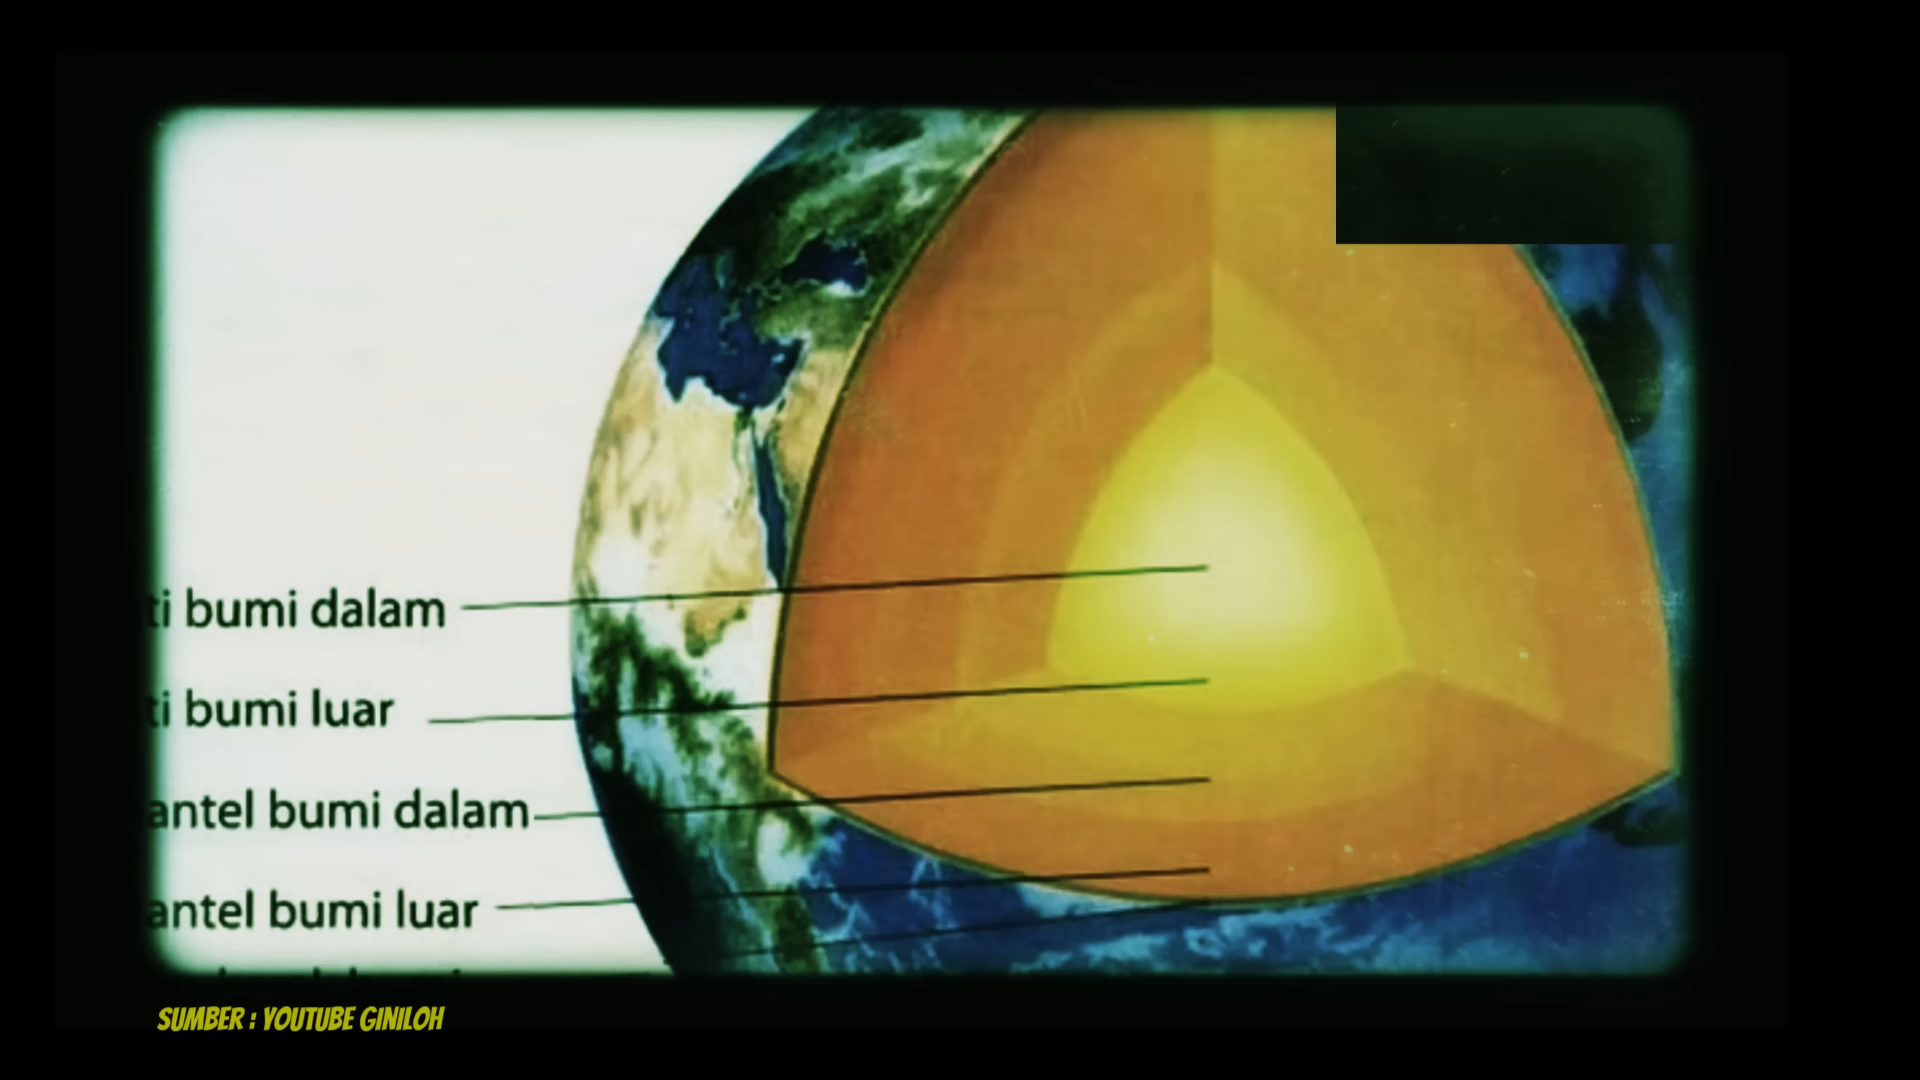 ti bumi dalam
ti bumi luar
antel bumi dalam
antel bumi luar
SUMBER : YOUTUBE GINILOH